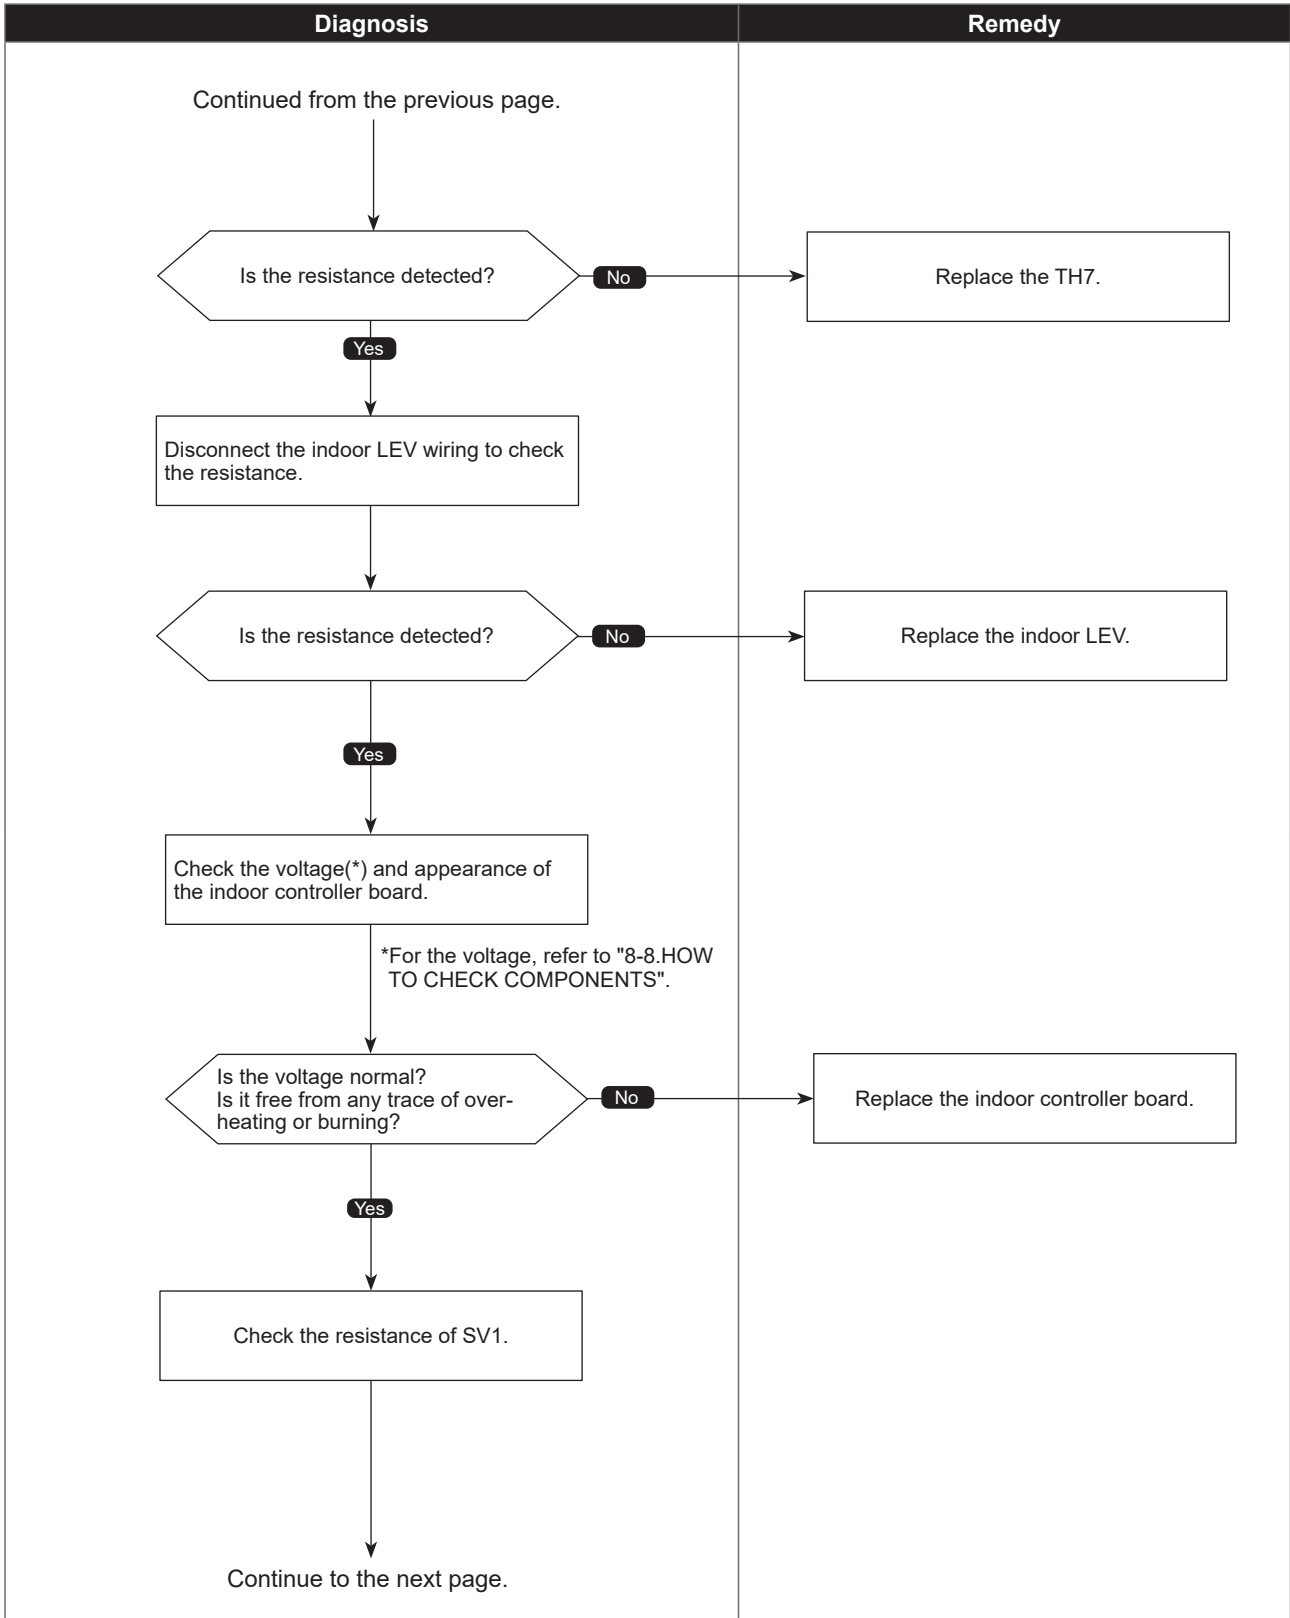 Diagnosis
Remedy
Continued from the previous page.
Is the resistance detected?
No
Replace the TH7.
Yes
Disconnect the indoor LEV wiring to check
the resistance.
Is the resistance detected?
No
Replace the indoor LEV.
Yes
Check the voltage(*) and appearance of
the indoor controller board.
*For the voltage, refer to "8-8.HOW
TO CHECK COMPONENTS".
Is the voltage normal?
Is it free from any trace of over-
heating or burning?
No
Replace the indoor controller board.
Yes
Check the resistance of SV1.
Continue to the next page.